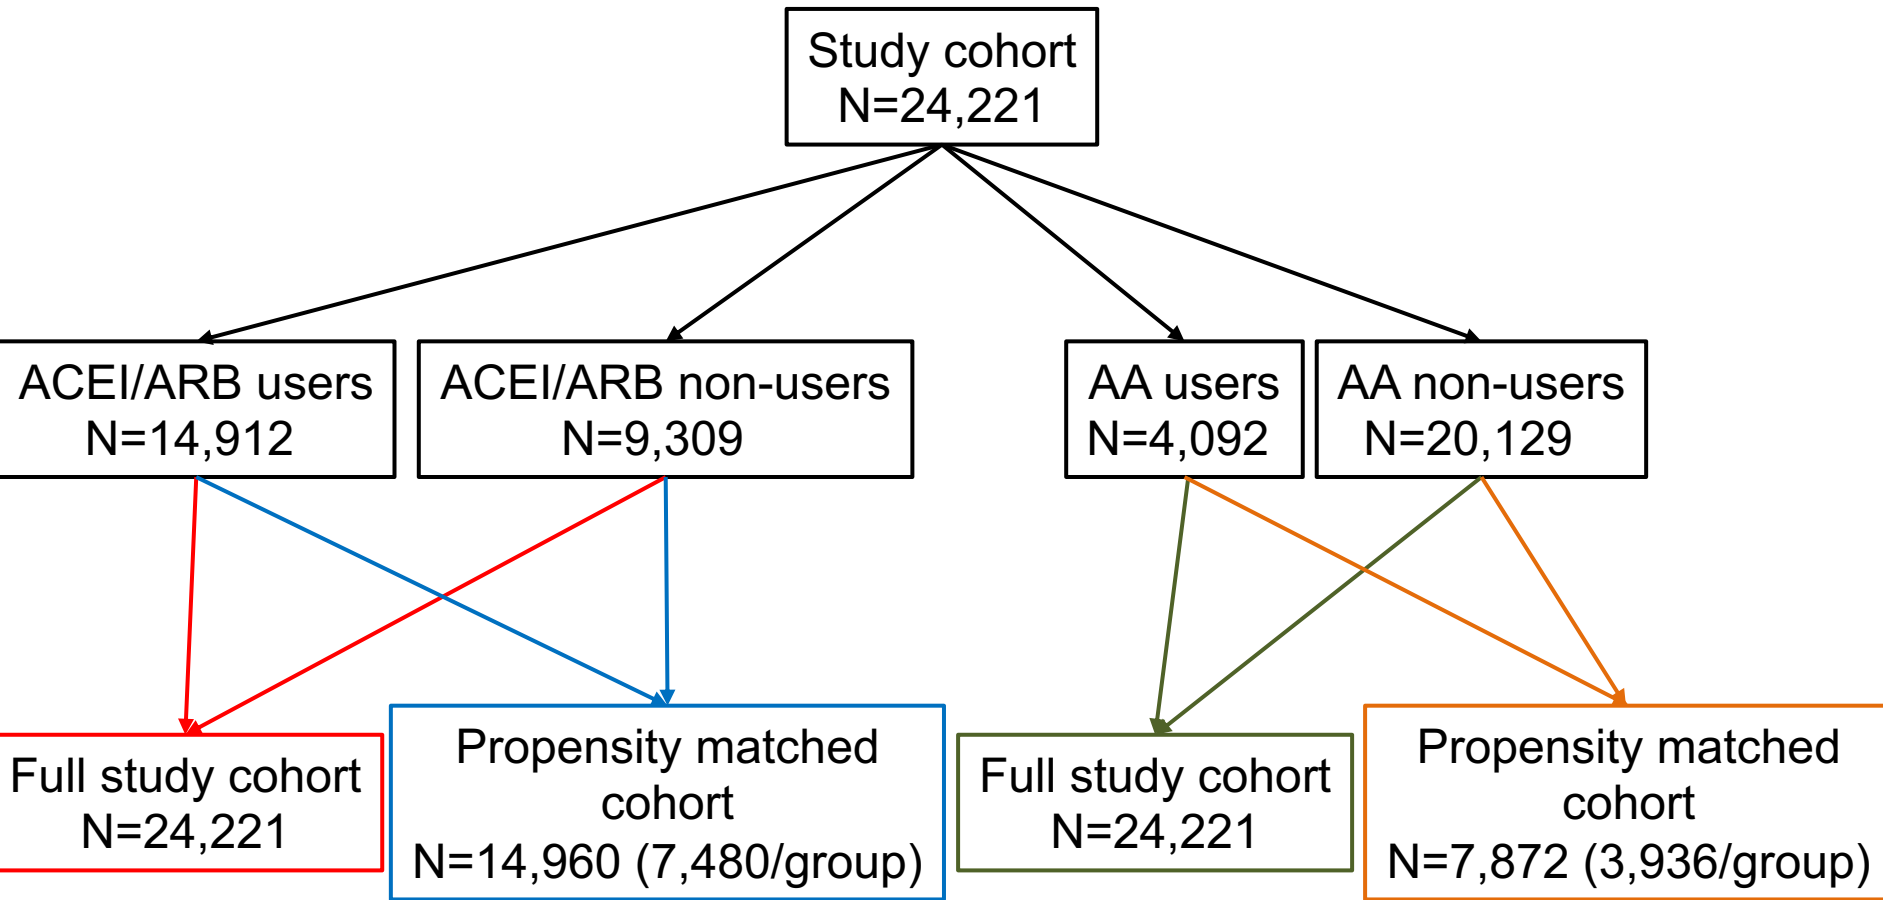 Study cohort
N=24,221
ACEI/ARB users
N=14,912
ACEI/ARB non-users
N=9,309
AA users
N=4,092
AA non-users
N=20,129
Full study cohort
N=24,221
Propensity matched
cohort
N=14,960 (7,480/group)
Full study cohort
N=24,221
Propensity matched
cohort
N=7,872 (3,936/group)